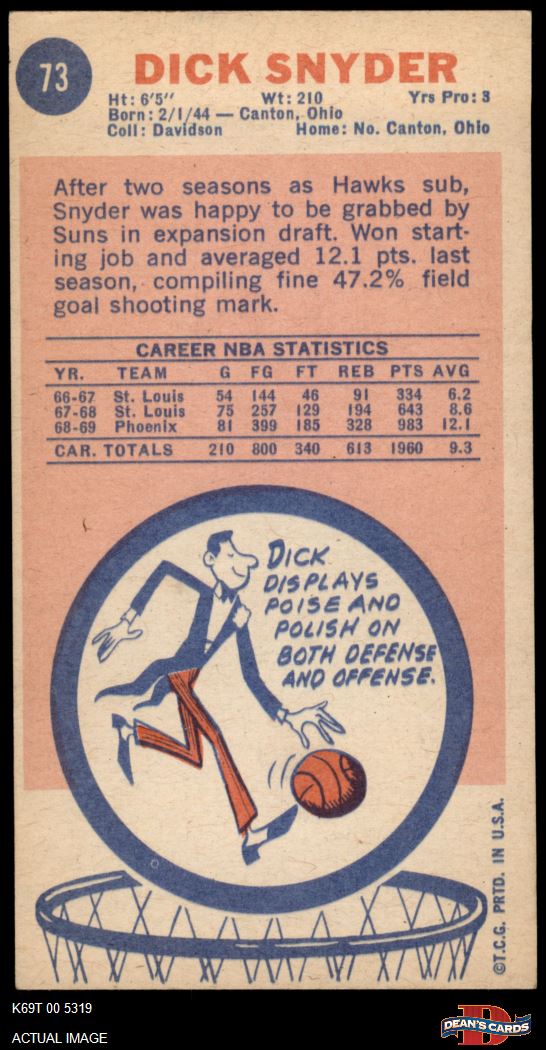 73
DICK SNYDER
Ht: 6'5" Wt: 210 Yrs Pro: 3
Born: 2/1/44 — Canton, Ohio
Coll: Davidson Home: No. Canton, Ohio
After two seasons as Hawks sub,
Snyder was happy to be grabbed by
Suns in expansion draft. Won start-
ing job and averaged 12.1 pts. last
season, compiling fine 47.2% field
goal shooting mark.
CAREER NBA STATISTICS
YR. TEAM G FG FT REB PTS AVG
66-67 St. Louis 54 144 46 91 334 6.2
67-68 St. Louis 75 257 129 194 643 8.6
68-69 Phoenix 81 399 185 328 983 12.1
CAR. TOTALS 210 800 340 613 1960 9.3
DICK
DISPLAYS
POISE AND
POLISH ON
BOTH DEFENSE
AND OFFENSE.
©T.C.G. PRTD. IN U.S.A.
K69T 00 5319
ACTUAL IMAGE
D
DEAN'S CARDS